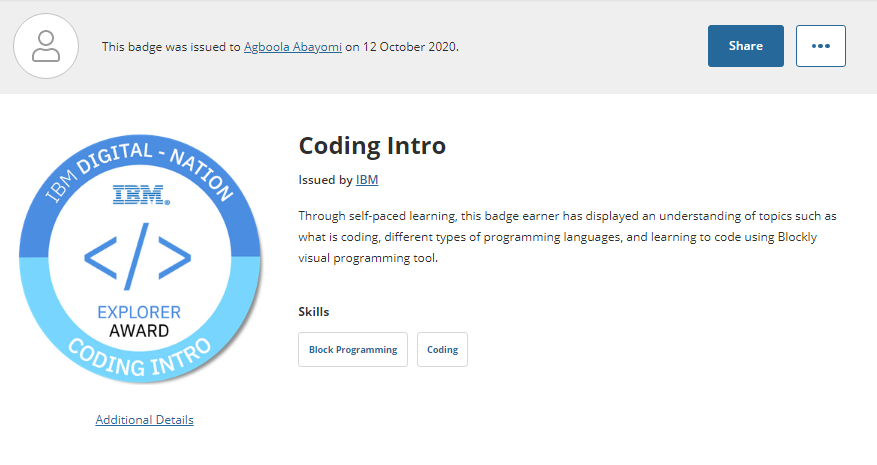 This badge was issued to Agboola Abayomi on 12 October 2020.
Share
IBM DIGITAL - NATION
IBM®
</>
EXPLORER
AWARD
CODING INTRO
Additional Details
Coding Intro
Issued by IBM
Through self-paced learning, this badge earner has displayed an understanding of topics such as
what is coding, different types of programming languages, and learning to code using Blockly
visual programming tool.
Skills
Block Programming
Coding